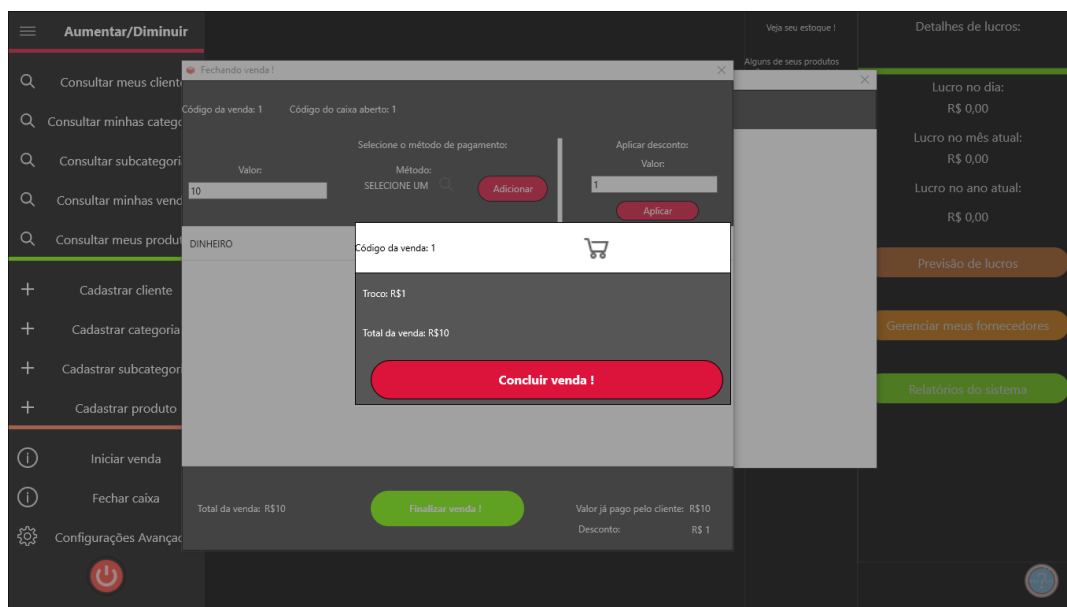 Aumentar/Diminuir
Consultar meus client
Consultar minhas catego
Consultar subcategori
Consultar minhas vend
Consultar meus produt
Cadastrar cliente
Cadastrar categoria
Cadastrar subcategor
Cadastrar produto
Iniciar venda
Fechar caixa
Configurações Avançad
Fechando venda !
Código da venda: 1
Código do caixa aberto: 1
Selecione o método de pagamento:
Valor:
Método:
10
SELECIONE UM
Adicionar
Aplicar desconto:
Valor:
1
Aplicar
DINHEIRO
Código da venda: 1
Troco: R$1
Total da venda: R$10
Concluir venda !
Total da venda: R$10
Finalizar venda !
Valor já pago pelo cliente: R$10
Desconto: R$ 1
Veja seu estoque !
Alguns de seus produtos
Detalhes de lucros:
Lucro no dia:
R$ 0,00
Lucro no mês atual:
R$ 0,00
Lucro no ano atual:
R$ 0,00
Previsão de lucros
Gerenciar meus fornecedores
Relatórios do sistema
?